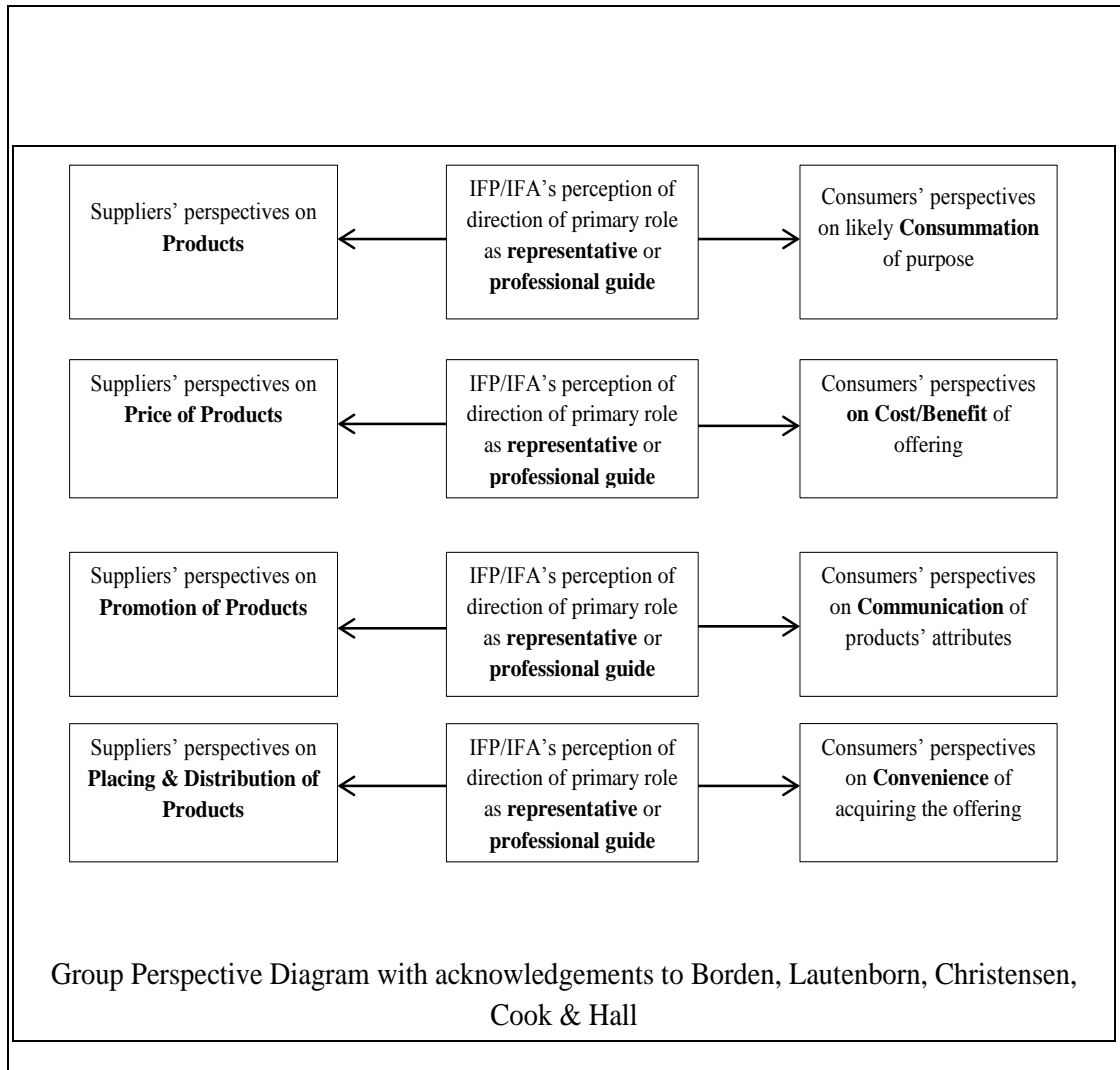 Suppliers’ perspectives on
Products
IFP/IFA’s perception of
direction of primary role
as representative or
professional guide
Consumers’ perspectives
on likely Consummation
of purpose
Suppliers’ perspectives on
Price of Products
IFP/IFA’s perception of
direction of primary role
as representative or
professional guide
Consumers’ perspectives
on Cost/Benefit of
offering
Suppliers’ perspectives on
Promotion of Products
IFP/IFA’s perception of
direction of primary role
as representative or
professional guide
Consumers’ perspectives
on Communication of
products’ attributes
Suppliers’ perspectives on
Placing & Distribution of
Products
IFP/IFA’s perception of
direction of primary role
as representative or
professional guide
Consumers’ perspectives
on Convenience of
acquiring the offering
Group Perspective Diagram with acknowledgements to Borden, Lautenborn, Christensen,
Cook & Hall